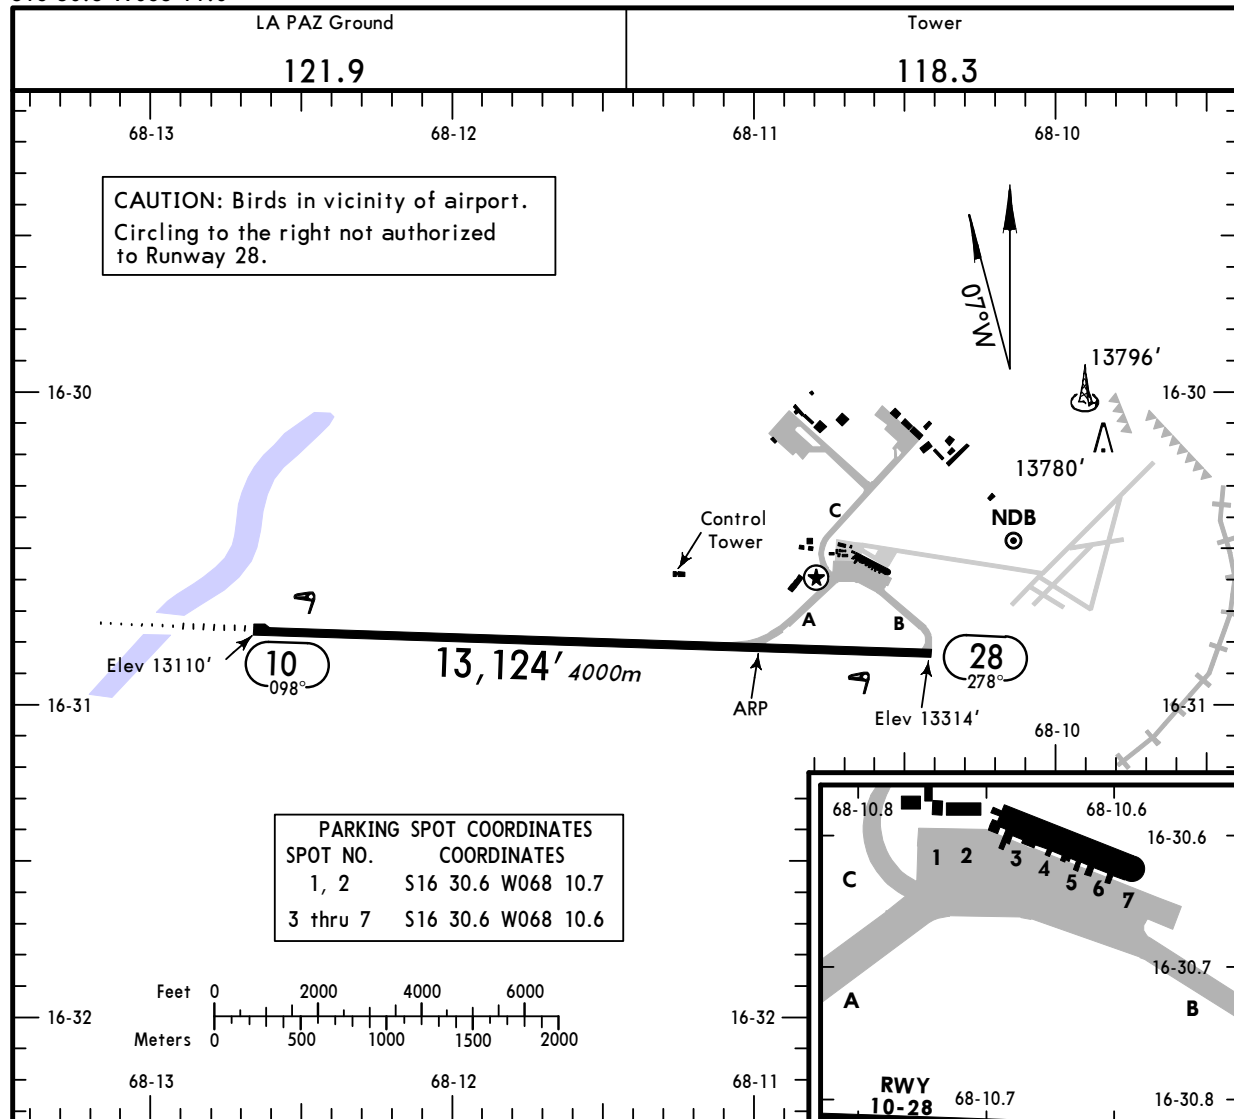 LA PAZ Ground
Tower
121.9
118.3
68-13
68-12
68-11
68-10
CAUTION: Birds in vicinity of airport.
Circling to the right not authorized
to Runway 28.
07°W
13796'
16-30
16-30
13780'
C
NDB
Control
Tower
A
B
Elev 13110'
10
098°
13,124' 4000m
28
278°
ARP
Elev 13314'
16-31
16-31
68-10
PARKING SPOT COORDINATES
SPOT NO. COORDINATES
1, 2 S16 30.6 W068 10.7
3 thru 7 S16 30.6 W068 10.6
68-10.8
68-10.6
16-30.6
1 2 3 4 5 6 7
C
16-30.7
A
B
Feet 0 2000 4000 6000
Meters 0 500 1000 1500 2000
16-32
16-32
68-13
68-12
68-11
RWY
10-28
68-10.7
16-30.8